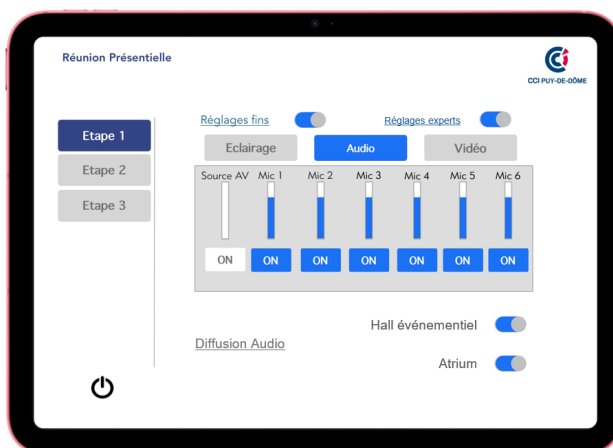 Réunion Présentielle
CCI PUY-DE-DÔME
Réglages fins
Réglages experts
Etape 1
Etape 2
Etape 3
Eclairage
Audio
Vidéo
Source AV Mic 1 Mic 2 Mic 3 Mic 4 Mic 5 Mic 6
ON ON ON ON ON ON ON
Hall événementiel
Diffusion Audio
Atrium